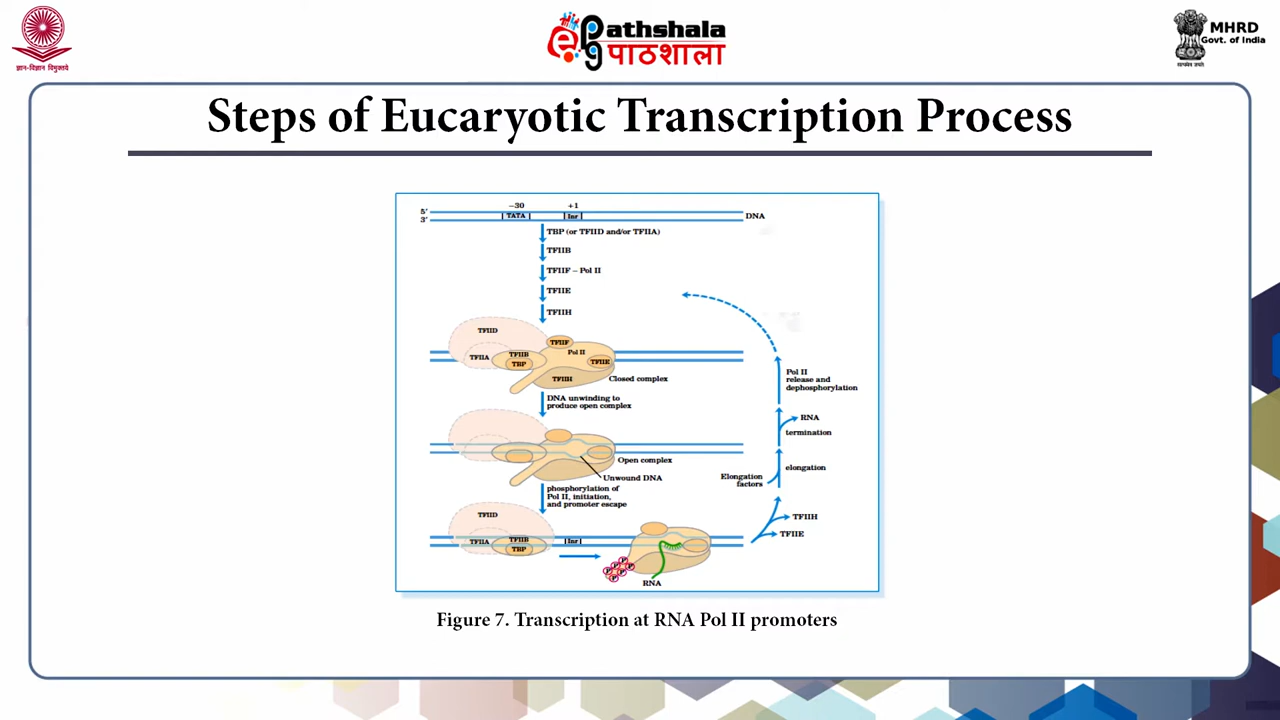 ज्ञान-विज्ञान विमुक्तये
Pathshala
पाठशाला
MHRD
Govt. of India
सत्यमेव जयते
Steps of Eucaryotic Transcription Process
−30
+1
5′
3′
TATA
Inr
DNA
TBP (or TFIID and/or TFIIA)
TFIIB
TFIIF – Pol II
TFIIE
TFIIH
TFIID
TFIIA
TFIIB
TBP
TFIIF
Pol II
TFIIE
TFIIH
Closed complex
DNA unwinding to
produce open complex
Open complex
Unwound DNA
phosphorylation of
Pol II, initiation,
and promoter escape
TFIID
TFIIA
TFIIB
TBP
Inr
P P P P P P
RNA
TFIIE
TFIIH
Elongation
factors
elongation
termination
RNA
Pol II
release and
dephosphorylation
Figure 7. Transcription at RNA Pol II promoters